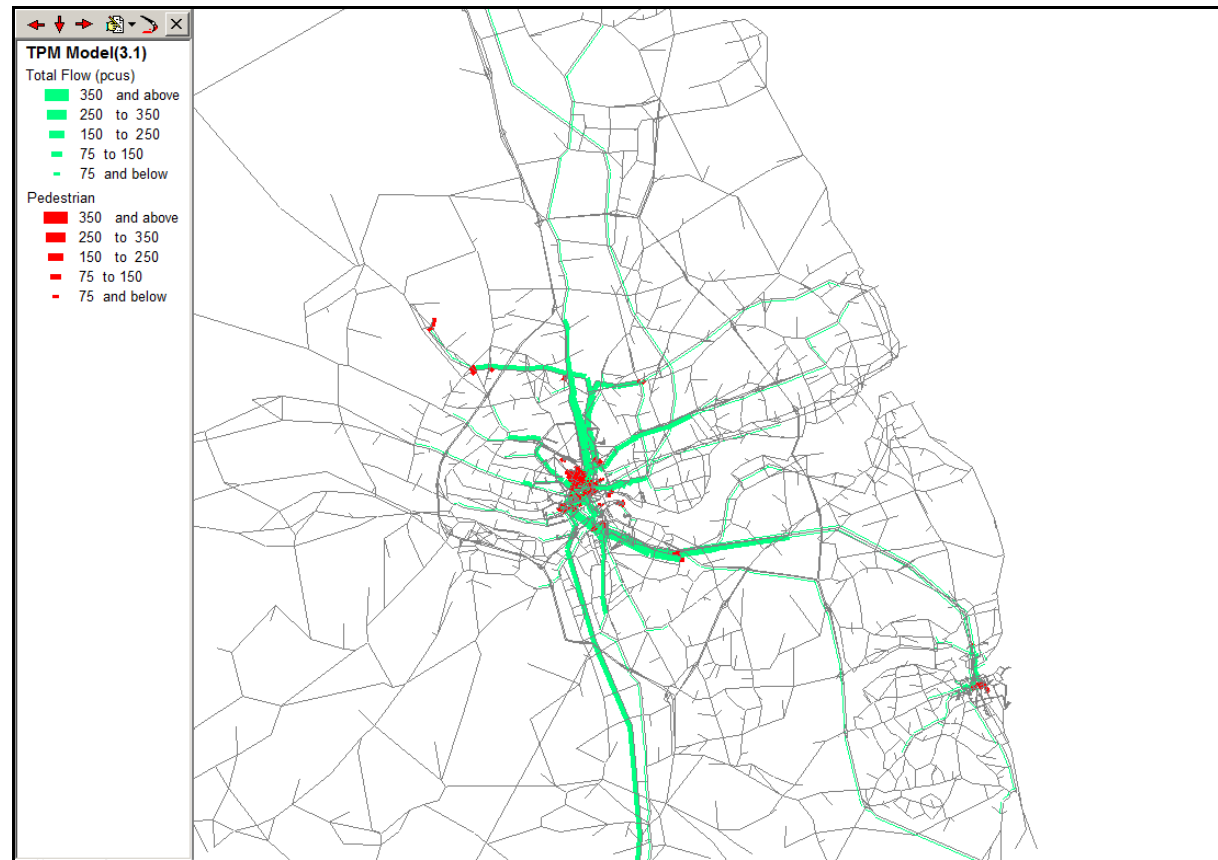 TPM Model(3.1)
Total Flow (pcus)
350 and above
250 to 350
150 to 250
75 to 150
75 and below
Pedestrian
350 and above
250 to 350
150 to 250
75 to 150
75 and below